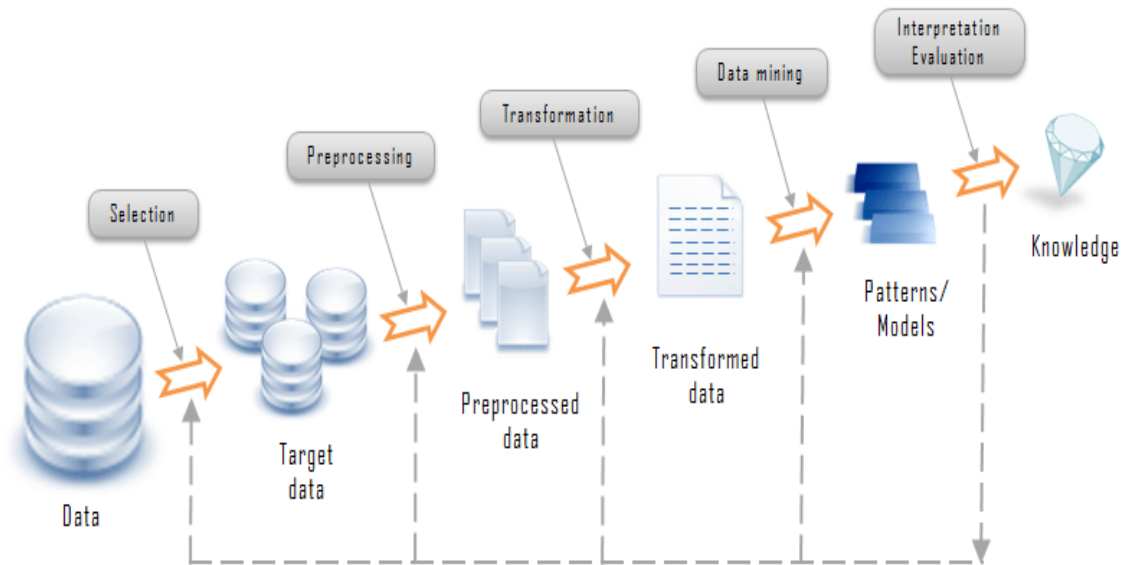 Interpretation
Evaluation
Data mining
Transformation
Preprocessing
Selection
Knowledge
Patterns/
Models
Transformed
data
Preprocessed
data
Target
data
Data